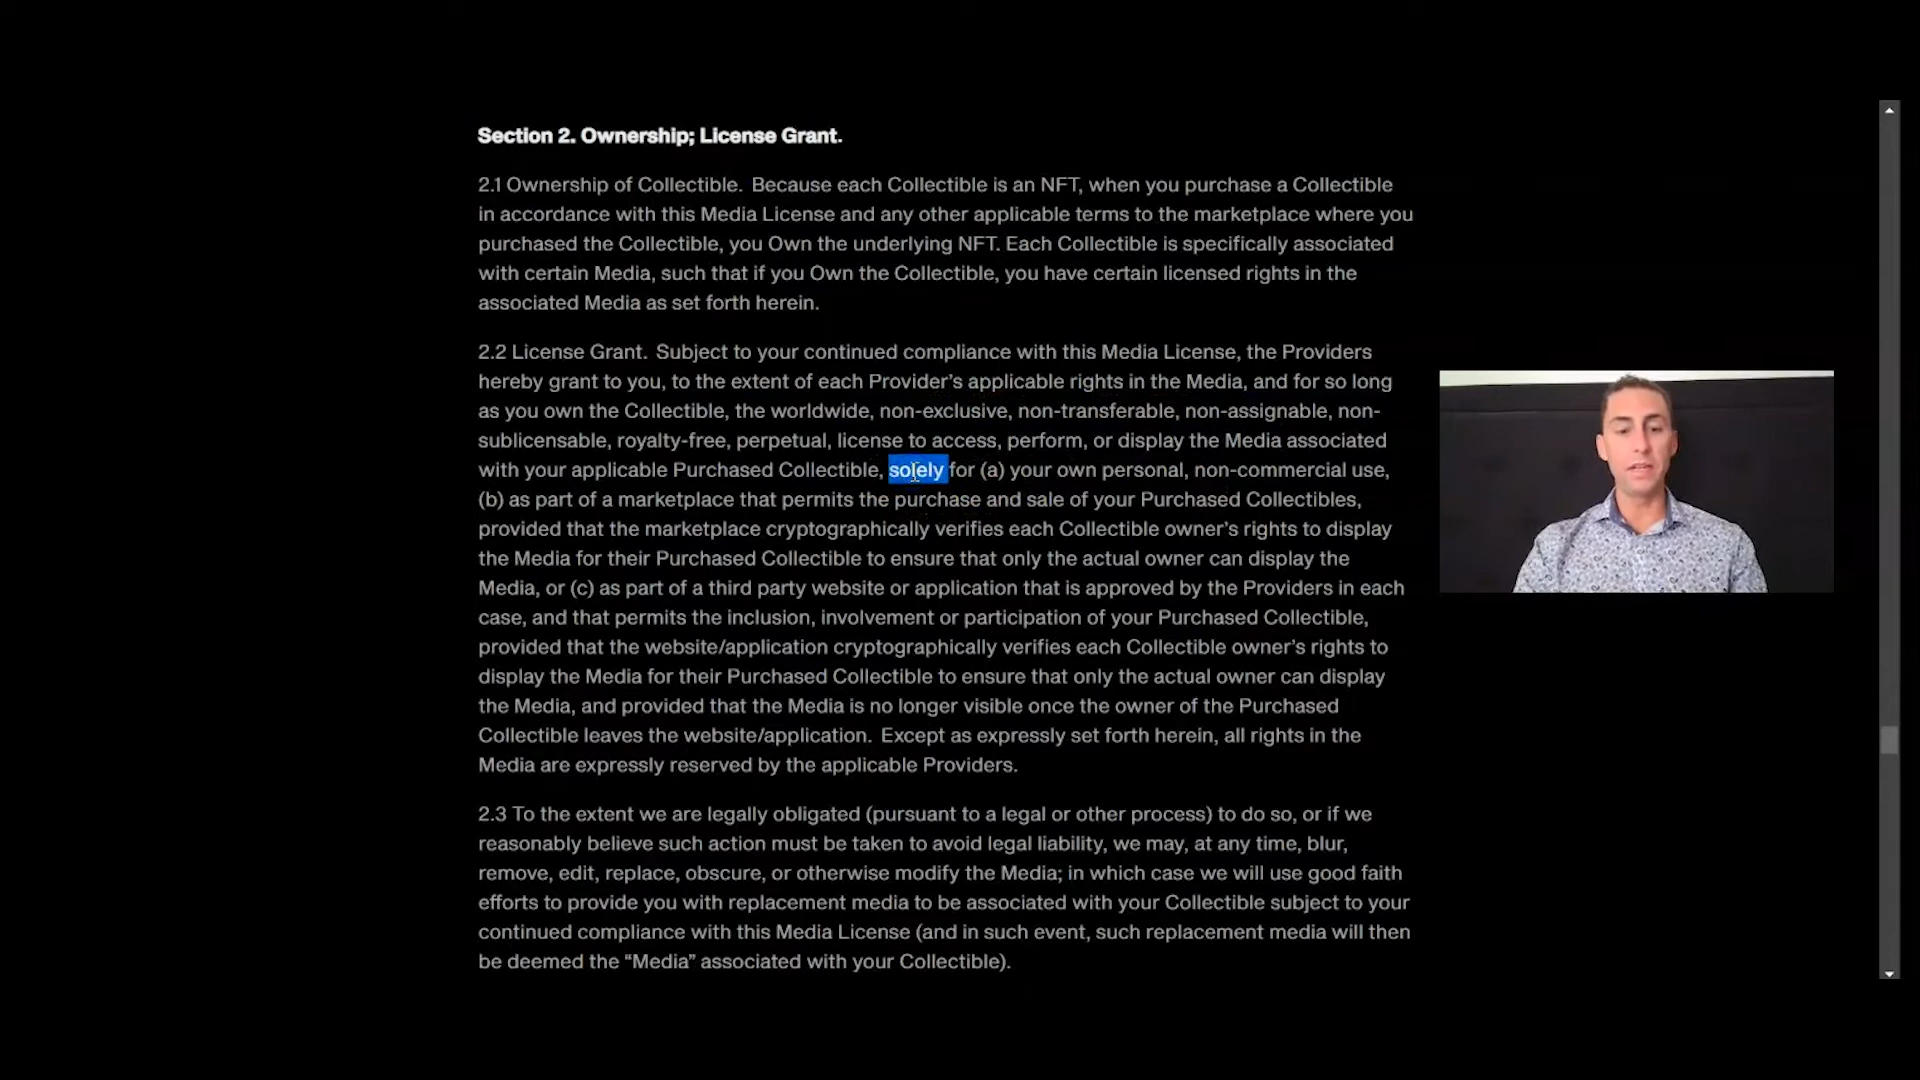 Section 2. Ownership; License Grant.
2.1 Ownership of Collectible. Because each Collectible is an NFT, when you purchase a Collectible
in accordance with this Media License and any other applicable terms to the marketplace where you
purchased the Collectible, you Own the underlying NFT. Each Collectible is specifically associated
with certain Media, such that if you Own the Collectible, you have certain licensed rights in the
associated Media as set forth herein.
2.2 License Grant. Subject to your continued compliance with this Media License, the Providers
hereby grant to you, to the extent of each Provider’s applicable rights in the Media, and for so long
as you own the Collectible, the worldwide, non-exclusive, non-transferable, non-assignable, non-
sublicensable, royalty-free, perpetual, license to access, perform, or display the Media associated
with your applicable Purchased Collectible, solely for (a) your own personal, non-commercial use,
(b) as part of a marketplace that permits the purchase and sale of your Purchased Collectibles,
provided that the marketplace cryptographically verifies each Collectible owner’s rights to display
the Media for their Purchased Collectible to ensure that only the actual owner can display the
Media, or (c) as part of a third party website or application that is approved by the Providers in each
case, and that permits the inclusion, involvement or participation of your Purchased Collectible,
provided that the website/application cryptographically verifies each Collectible owner’s rights to
display the Media for their Purchased Collectible to ensure that only the actual owner can display
the Media, and provided that the Media is no longer visible once the owner of the Purchased
Collectible leaves the website/application. Except as expressly set forth herein, all rights in the
Media are expressly reserved by the applicable Providers.
2.3 To the extent we are legally obligated (pursuant to a legal or other process) to do so, or if we
reasonably believe such action must be taken to avoid legal liability, we may, at any time, blur,
remove, edit, replace, obscure, or otherwise modify the Media; in which case we will use good faith
efforts to provide you with replacement media to be associated with your Collectible subject to your
continued compliance with this Media License (and in such event, such replacement media will then
be deemed the “Media” associated with your Collectible).